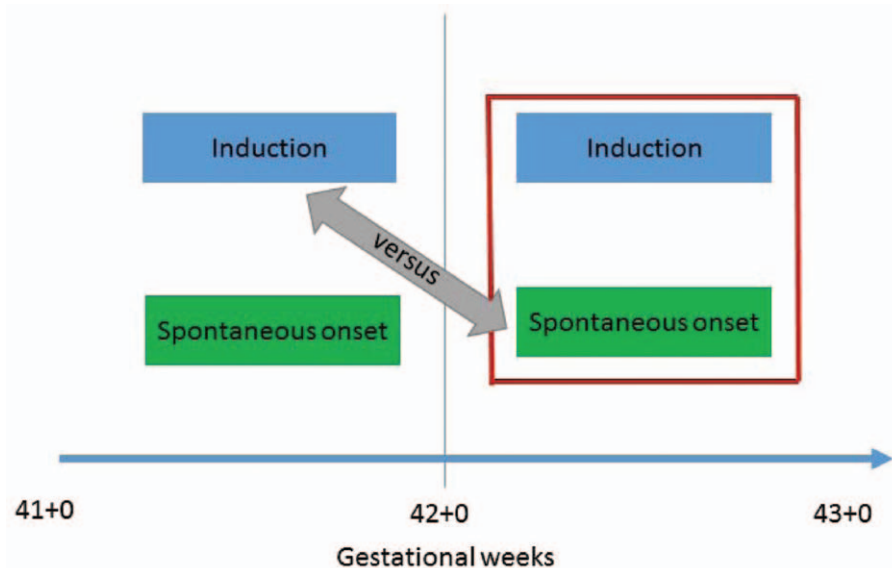 Induction
Induction
versus
Spontaneous onset
Spontaneous onset
41+0
42+0
43+0
Gestational weeks